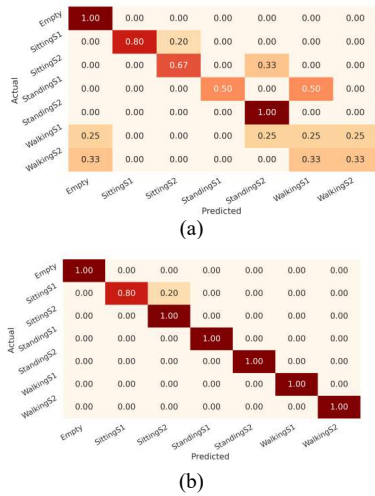 Empty 1.00 0.00 0.00 0.00 0.00 0.00 0.00
SittingS1 0.00 0.80 0.20 0.00 0.00 0.00 0.00
SittingS2 0.00 0.00 0.67 0.00 0.33 0.00 0.00
StandingS1 0.00 0.00 0.00 0.50 0.00 0.50 0.00
StandingS2 0.00 0.00 0.00 0.00 1.00 0.00 0.00
WalkingS1 0.25 0.00 0.00 0.00 0.25 0.25 0.25
WalkingS2 0.33 0.00 0.00 0.00 0.00 0.33 0.33
Actual
Empty SittingS1 SittingS2 StandingS1 StandingS2 WalkingS1 WalkingS2
Predicted
(a)
Empty 1.00 0.00 0.00 0.00 0.00 0.00 0.00
SittingS1 0.00 0.80 0.20 0.00 0.00 0.00 0.00
SittingS2 0.00 0.00 1.00 0.00 0.00 0.00 0.00
StandingS1 0.00 0.00 0.00 1.00 0.00 0.00 0.00
StandingS2 0.00 0.00 0.00 0.00 1.00 0.00 0.00
WalkingS1 0.00 0.00 0.00 0.00 0.00 1.00 0.00
WalkingS2 0.00 0.00 0.00 0.00 0.00 0.00 1.00
Actual
Empty SittingS1 SittingS2 StandingS1 StandingS2 WalkingS1 WalkingS2
Predicted
(b)